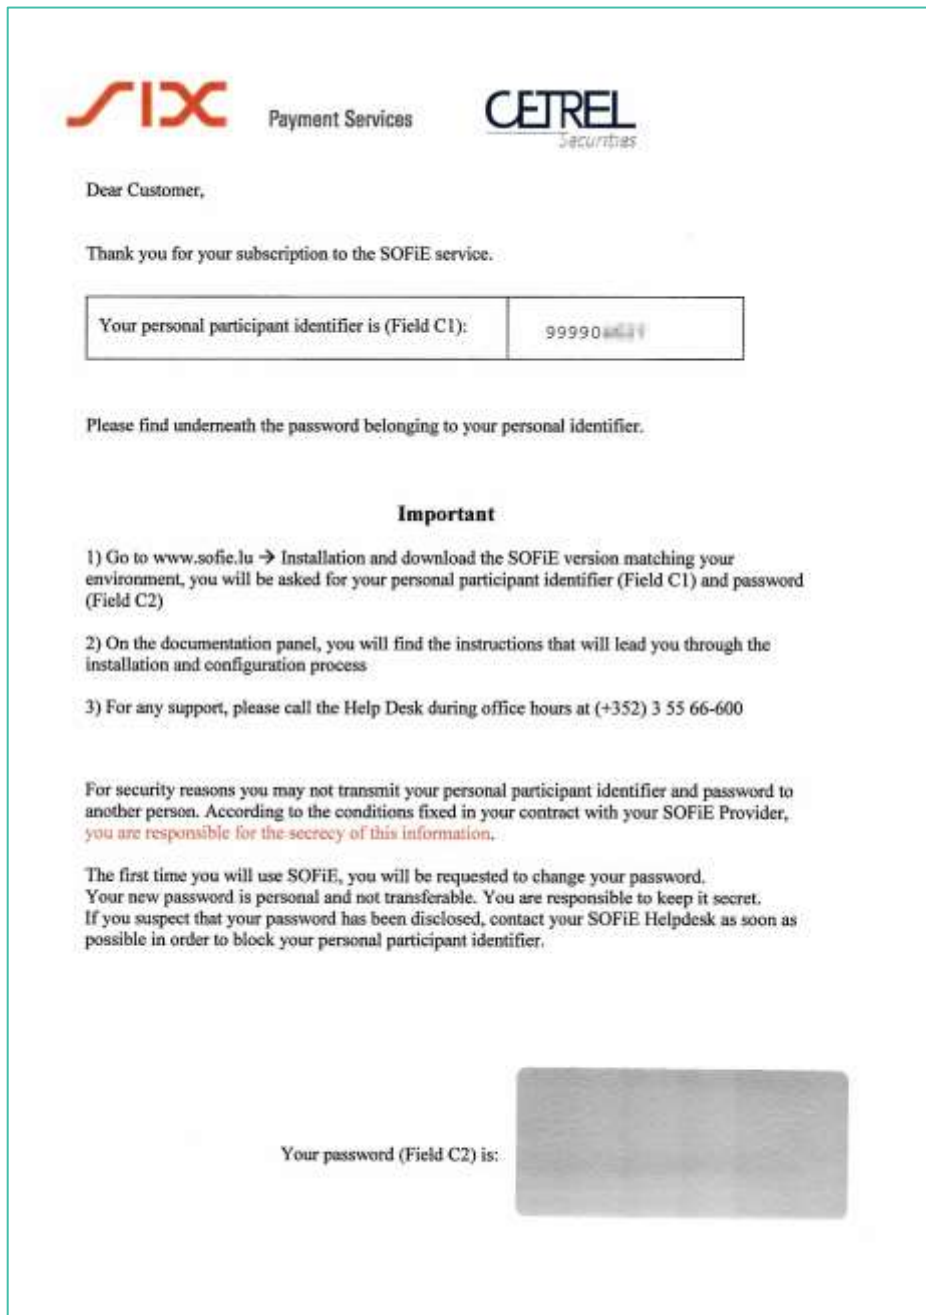 SIX Payment Services CETREL
Securities
Dear Customer,
Thank you for your subscription to the SOFiE service.
Your personal participant identifier is (Field C1): 99990
Please find underneath the password belonging to your personal identifier.
Important
1) Go to www.sofie.lu → Installation and download the SOFiE version matching your
environment, you will be asked for your personal participant identifier (Field C1) and password
(Field C2)
2) On the documentation panel, you will find the instructions that will lead you through the
installation and configuration process
3) For any support, please call the Help Desk during office hours at (+352) 3 55 66-600
For security reasons you may not transmit your personal participant identifier and password to
another person. According to the conditions fixed in your contract with your SOFiE Provider,
you are responsible for the secrecy of this information.
The first time you will use SOFiE, you will be requested to change your password.
Your new password is personal and not transferable. You are responsible to keep it secret.
If you suspect that your password has been disclosed, contact your SOFiE Helpdesk as soon as
possible in order to block your personal participant identifier.
Your password (Field C2) is: